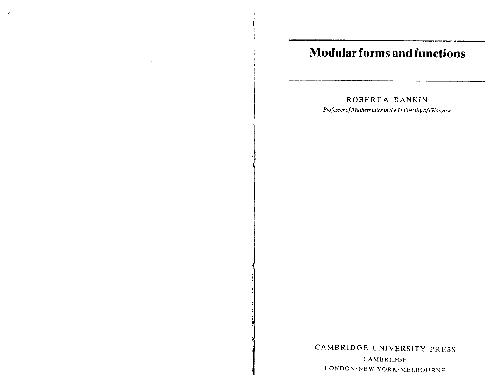 Modular forms and functions
ROBERT A. RANKIN
Professor of Mathematics in the University of Glasgow
CAMBRIDGE UNIVERSITY PRESS
CAMBRIDGE
LONDON · NEW YORK · MELBOURNE